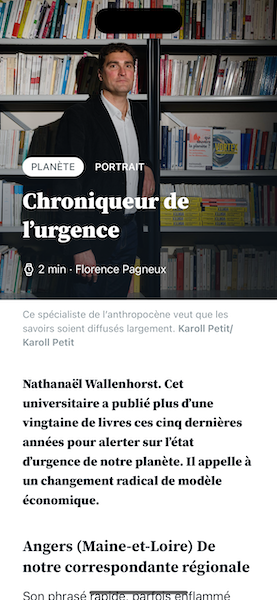 PLANÈTE PORTRAIT
Chroniqueur de
l'urgence
2 min · Florence Pagneux
Ce spécialiste de l'anthropocène veut que les
savoirs soient diffusés largement. Karoll Petit/
Karoll Petit
Nathanaël Wallenhorst. Cet
universitaire a publié plus d'une
vingtaine de livres ces cinq dernières
années pour alerter sur l'état
d'urgence de notre planète. Il appelle à
un changement radical de modèle
économique.
Angers (Maine-et-Loire) De
notre correspondante régionale
Son phrasé rapide, parfois enflammé